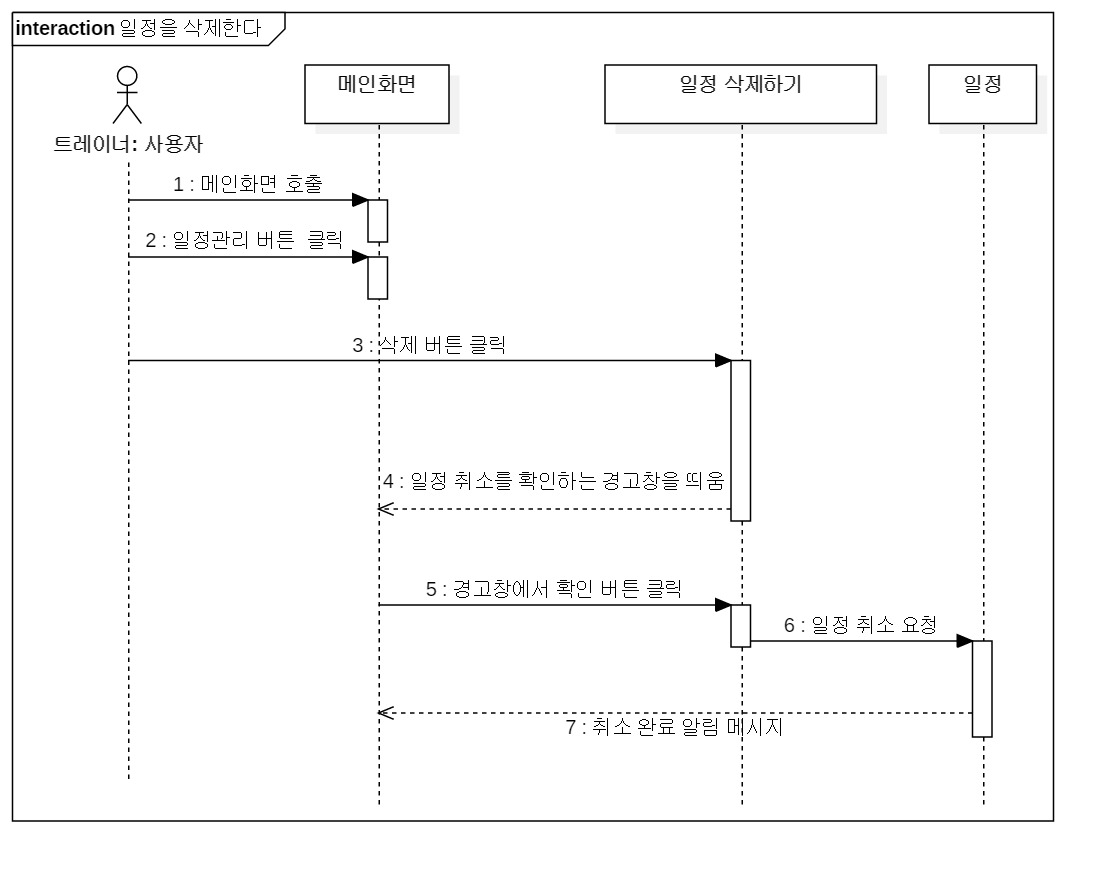 interaction 일정을 삭제한다
메인화면
일정 삭제하기
일정
트레이너: 사용자
1 : 메인화면 호출
2 : 일정관리 버튼  클릭
3 : 삭제 버튼 클릭
4 : 일정 취소를 확인하는 경고창을 띄움
5 : 경고창에서 확인 버튼 클릭
6 : 일정 취소 요청
7 : 취소 완료 알림 메시지